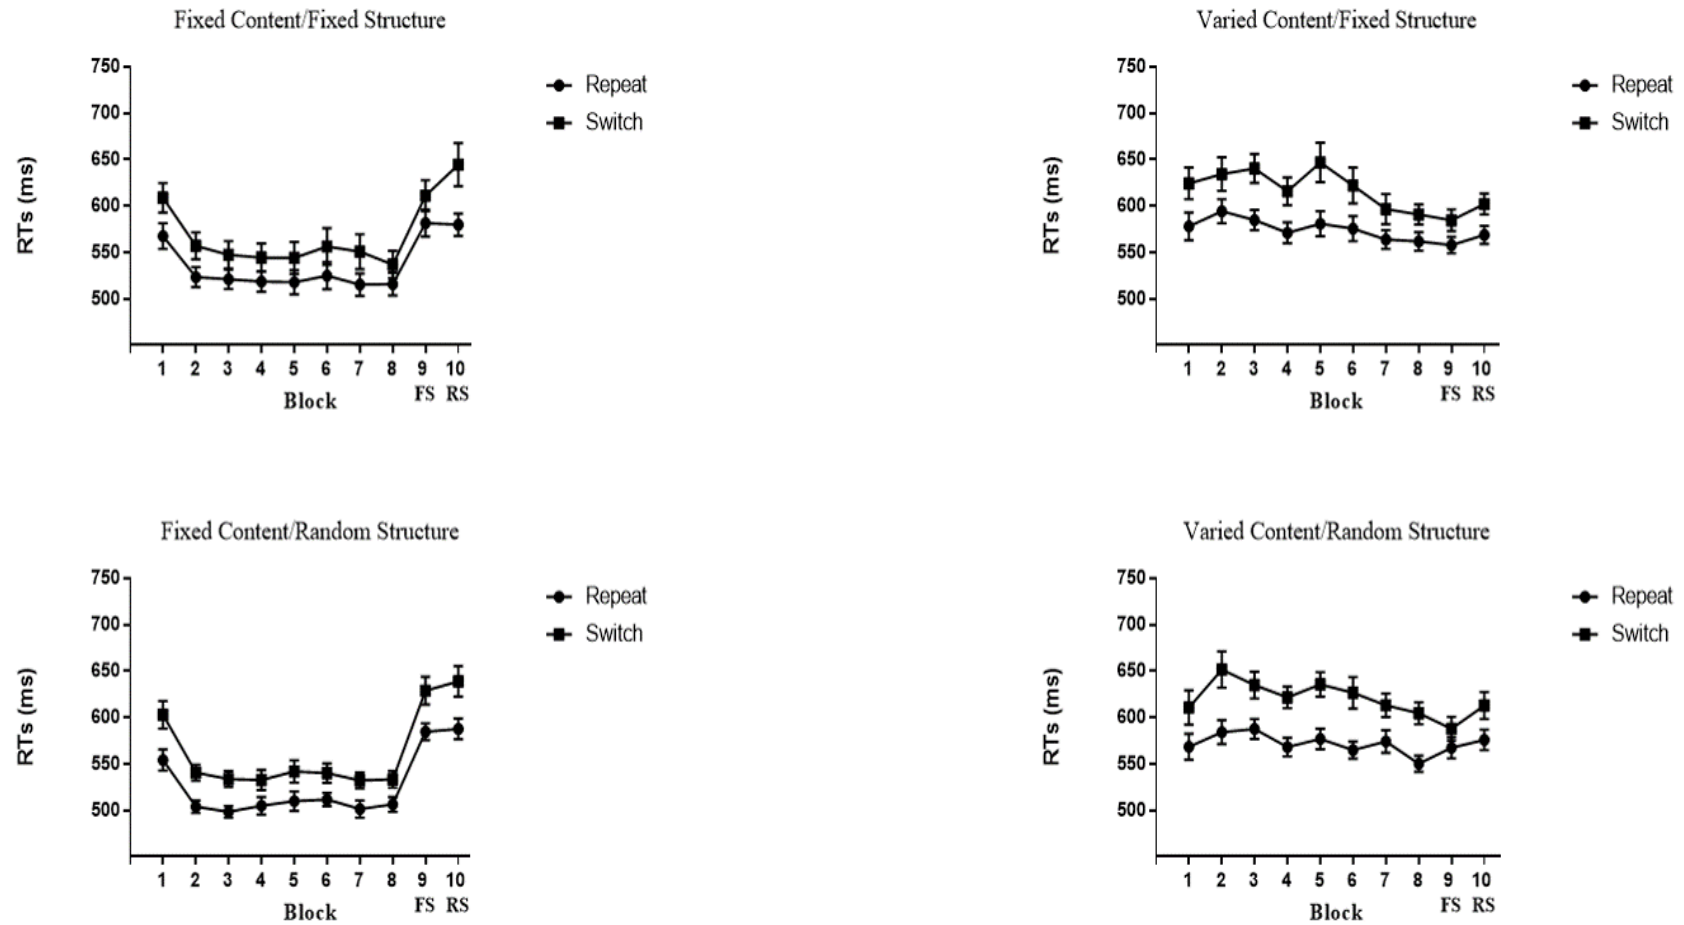 Fixed Content/Fixed Structure
750
700
650
600
550
500
RTs (ms)
1 2 3 4 5 6 7 8 9 10
FS RS
Block
Repeat
Switch
Varied Content/Fixed Structure
750
700
650
600
550
500
RTs (ms)
1 2 3 4 5 6 7 8 9 10
FS RS
Block
Repeat
Switch
Fixed Content/Random Structure
750
700
650
600
550
500
RTs (ms)
1 2 3 4 5 6 7 8 9 10
FS RS
Block
Repeat
Switch
Varied Content/Random Structure
750
700
650
600
550
500
RTs (ms)
1 2 3 4 5 6 7 8 9 10
FS RS
Block
Repeat
Switch